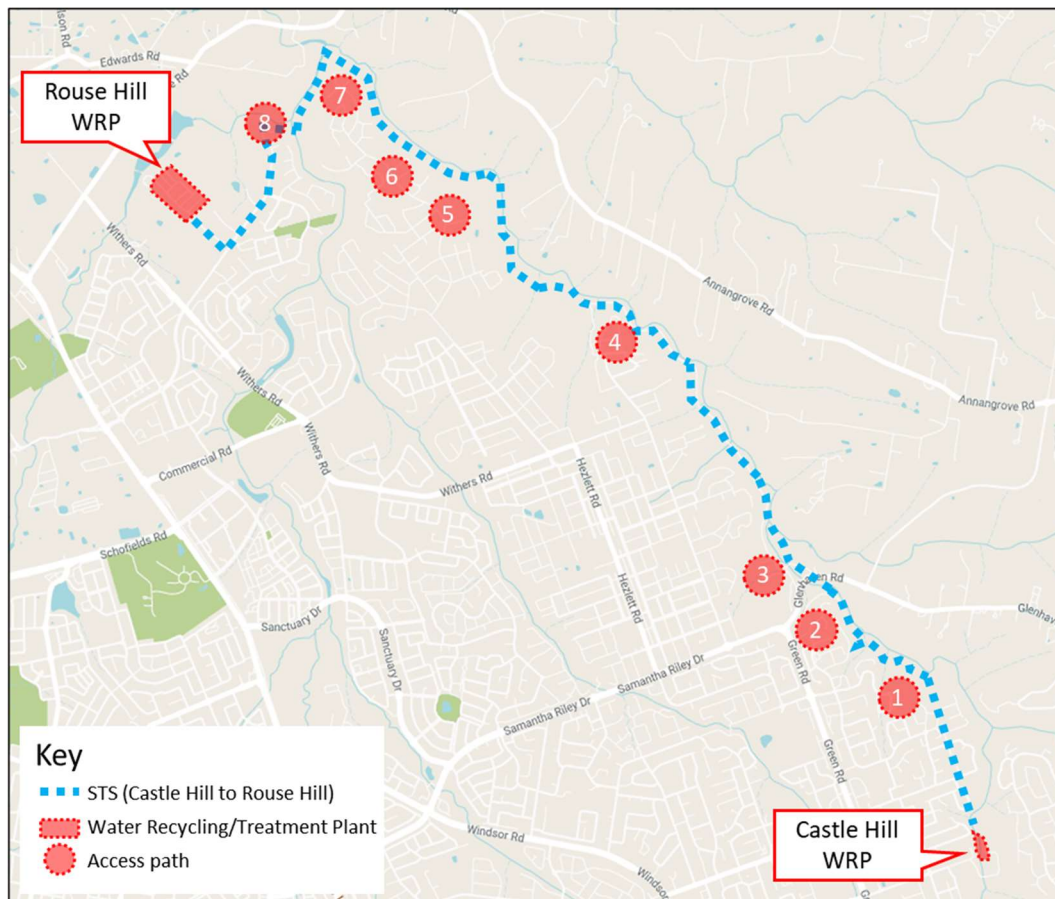 Edwards Rd
Rouse Hill
WRP
7
8
6
5
Withers Rd
Annangrove Rd
4
Withers Rd
Annangrove Rd
Commercial Rd
Withers Rd
Withers Rd
Hezlett Rd
Schofields Rd
3
Hezlett Rd
Sanctuary Dr
2
Samantha Riley Dr
Green Rd
Sanctuary Dr
1
Samantha Riley Dr
Green Rd
Key
STS (Castle Hill to Rouse Hill)
Water Recycling/Treatment Plant
Access path
Windsor Rd
Windsor
Castle Hill
WRP